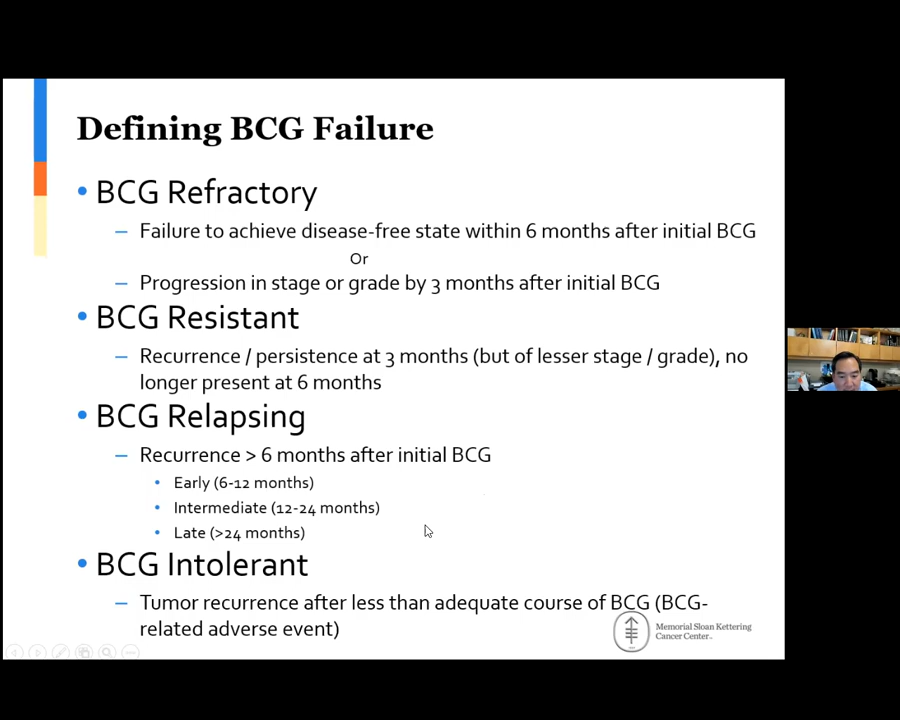 Defining BCG Failure
• BCG Refractory
– Failure to achieve disease-free state within 6 months after initial BCG
Or
– Progression in stage or grade by 3 months after initial BCG
• BCG Resistant
– Recurrence / persistence at 3 months (but of lesser stage / grade), no
longer present at 6 months
• BCG Relapsing
– Recurrence > 6 months after initial BCG
• Early (6-12 months)
• Intermediate (12-24 months)
• Late (>24 months)
• BCG Intolerant
– Tumor recurrence after less than adequate course of BCG (BCG-
related adverse event)
Memorial Sloan Kettering
Cancer Center